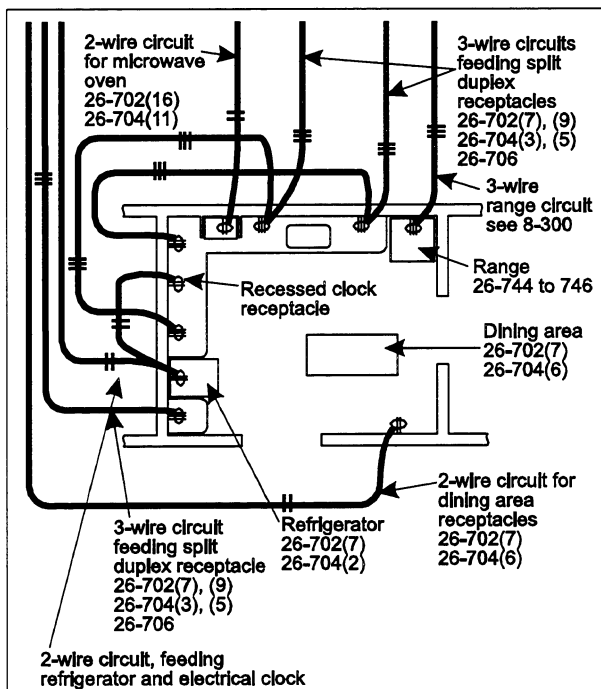 2-wire circuit
for microwave
oven
26-702(16)
26-704(11)
3-wire circuits
feeding split
duplex
receptacles
26-702(7), (9)
26-704(3), (5)
26-706
3-wire
range circuit
see 8-300
Range
26-744 to 746
Recessed clock
receptacle
Dining area
26-702(7)
26-704(6)
2-wire circuit for
dining area
receptacles
26-702(7)
26-704(6)
Refrigerator
26-702(7)
26-704(2)
3-wire circuit
feeding split
duplex receptacle
26-702(7), (9)
26-704(3), (5)
26-706
2-wire circuit, feeding
refrigerator and electrical clock